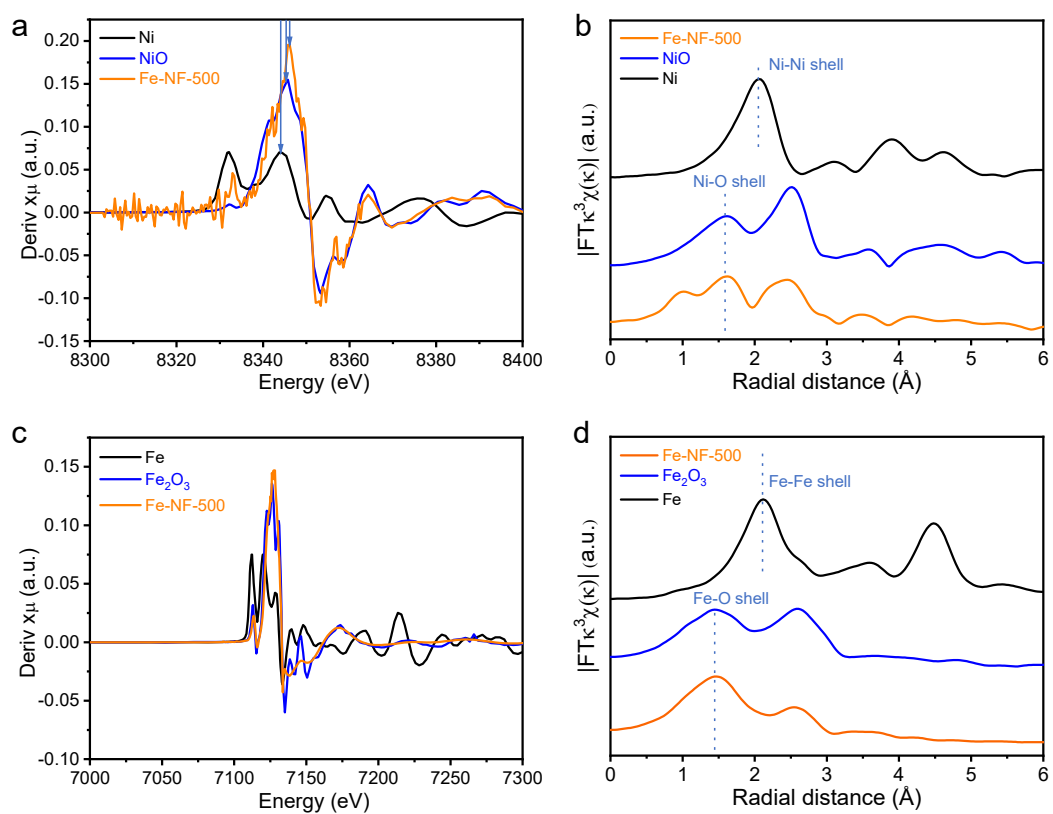 a
Deriv xμ (a.u.)
0.20
0.15
0.10
0.05
0.00
-0.05
-0.10
0.15
Ni
NiO
Fe-NF-500
8300 8320 8340 8360 8380 8400
Energy (eV)
b
|FTκ³χ(κ)| (a.u.)
Fe-NF-500
NiO
Ni
Ni-Ni shell
Ni-O shell
0 1 2 3 4 5 6
Radial distance (Å)
c
Deriv xμ (a.u.)
0.15
0.10
0.05
0.00
-0.05
-0.10
Fe
Fe₂O₃
Fe-NF-500
7000 7050 7100 7150 7200 7250 7300
Energy (eV)
d
|FTκ³χ(κ)| (a.u.)
Fe-NF-500
Fe₂O₃
Fe
Fe-Fe shell
Fe-O shell
0 1 2 3 4 5 6
Radial distance (Å)